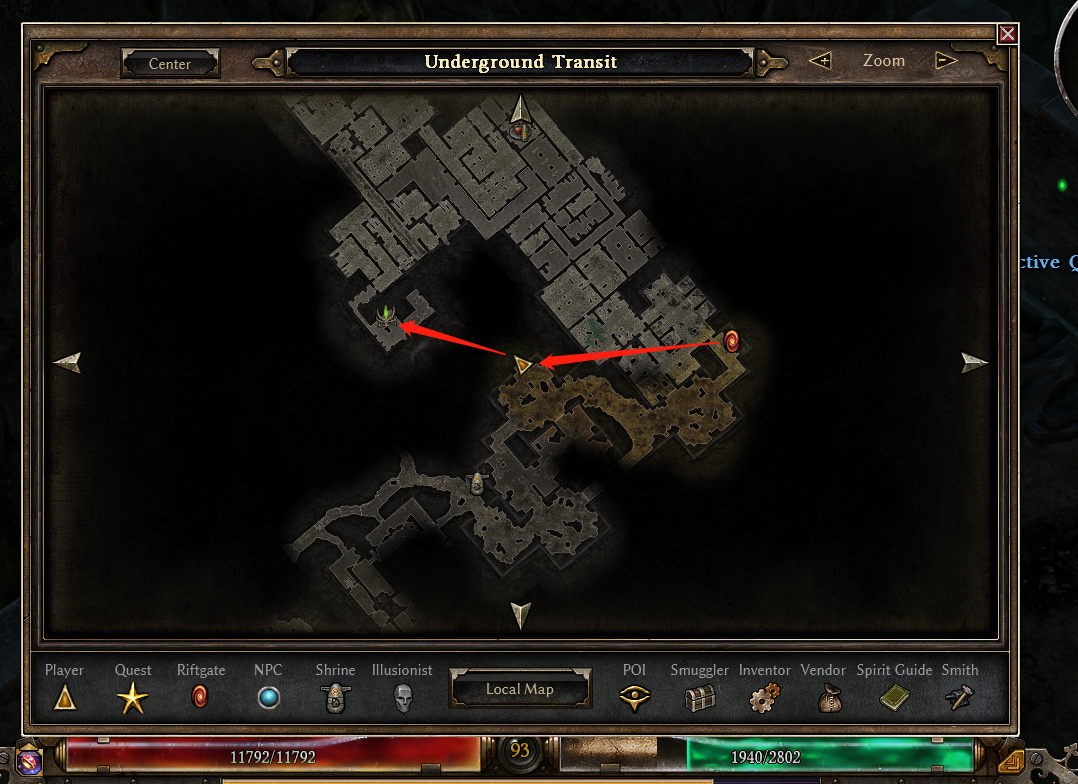 Center
Underground Transit
Zoom
ctive Q
Player
Quest
Riftgate
NPC
Shrine
Illusionist
Local Map
POI
Smuggler
Inventor
Vendor
Spirit Guide
Smith
11792/11792
93
1940/2802